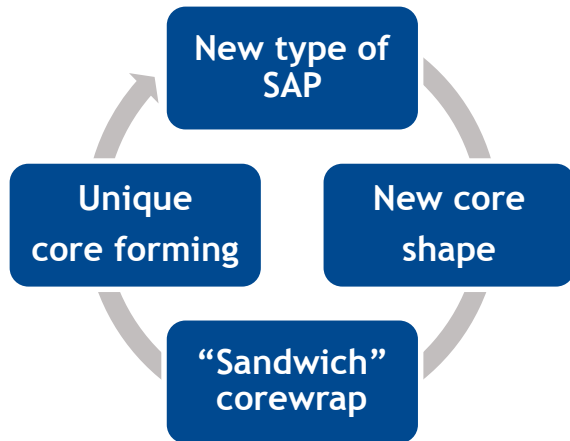 New type of
SAP
New core
shape
“Sandwich”
corewrap
Unique
core forming